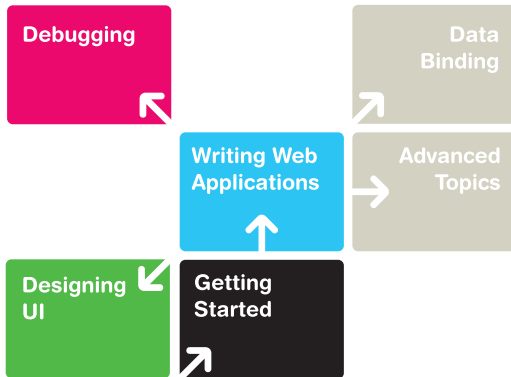 Debugging
Data
Binding
Writing Web
Applications
Advanced
Topics
Designing
UI
Getting
Started